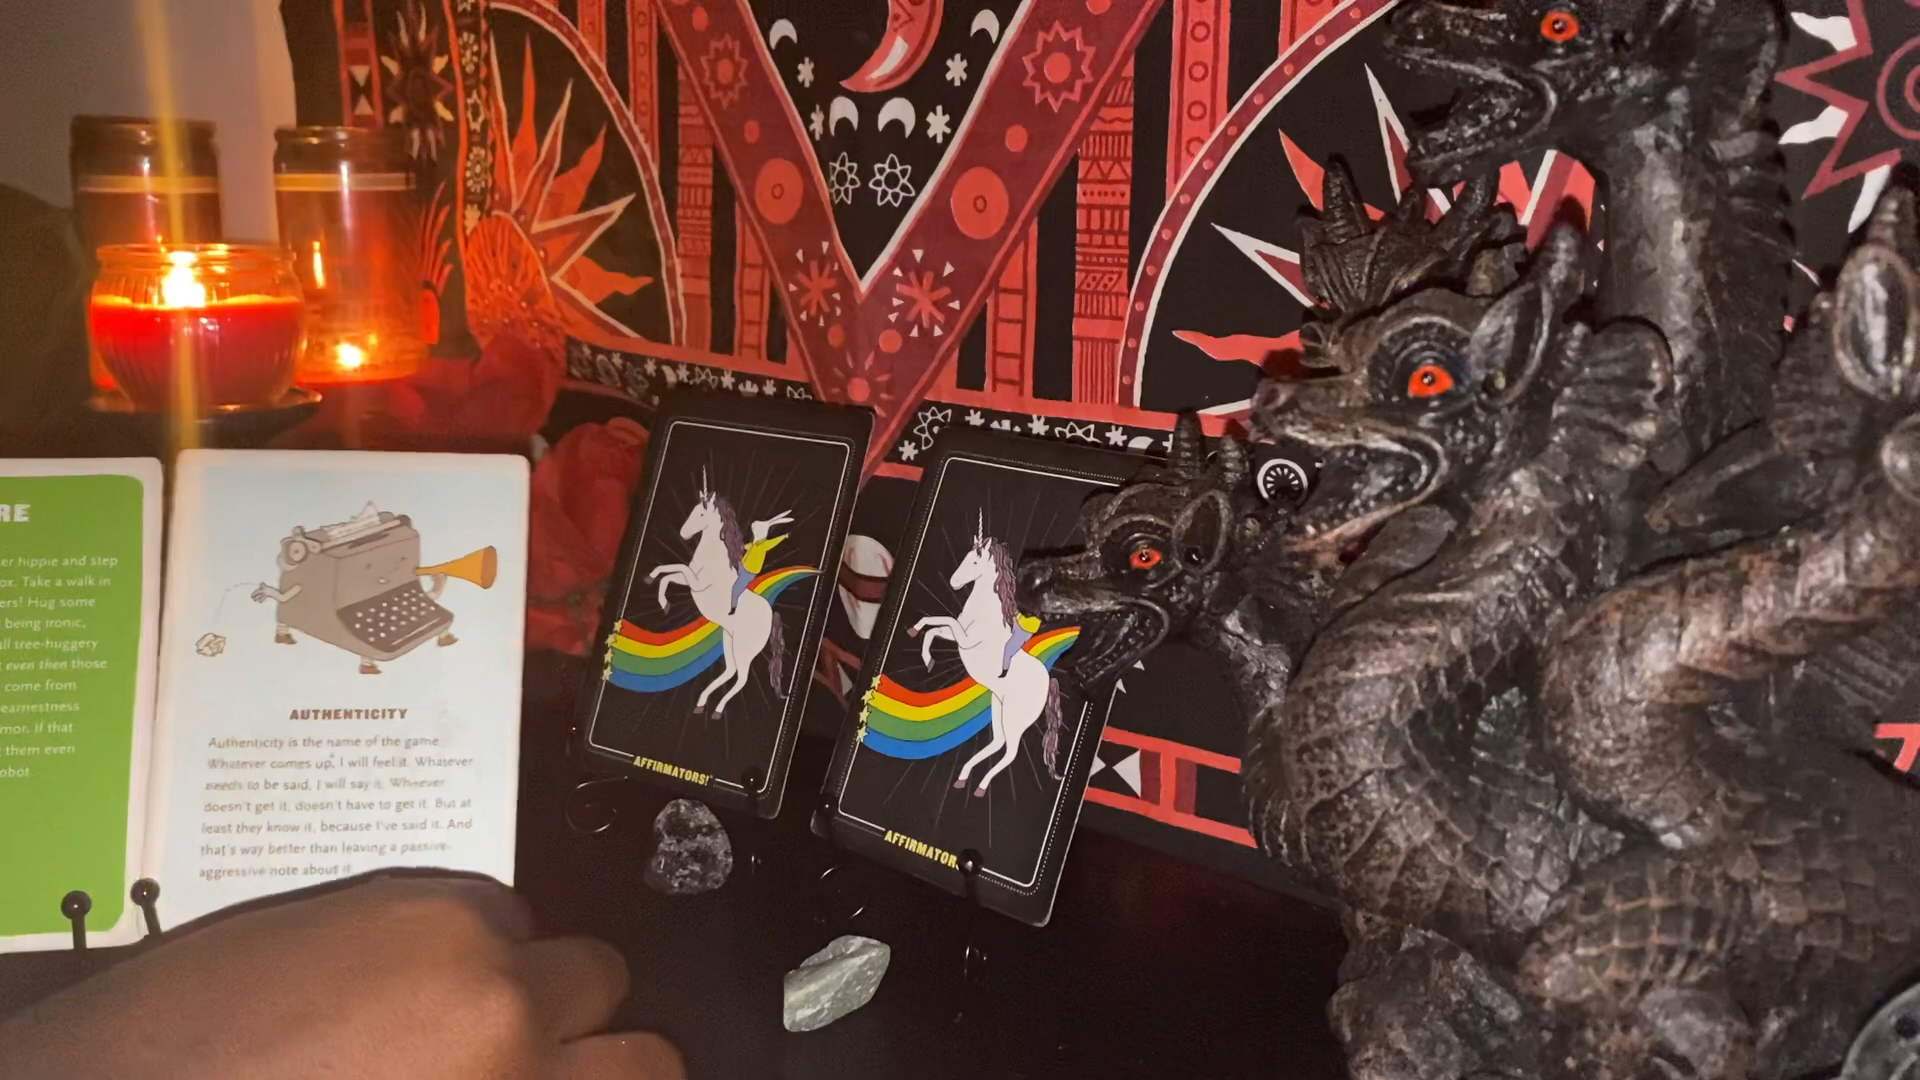 RE
er hippie and step
ox. Take a walk in
ers! Hug some
being ironic,
ll tree-huggery
even then those
come from
earnestness
mor. If that
them even
obot.
AUTHENTICITY
Authenticity is the name of the game.
Whatever comes up, I will feel it. Whatever
needs to be said, I will say it. Whoever
doesn't get it, doesn't have to get it. But at
least they know it, because I've said it. And
that's way better than leaving a passive-
aggressive note about it.
AFFIRMATORS!
AFFIRMATOR